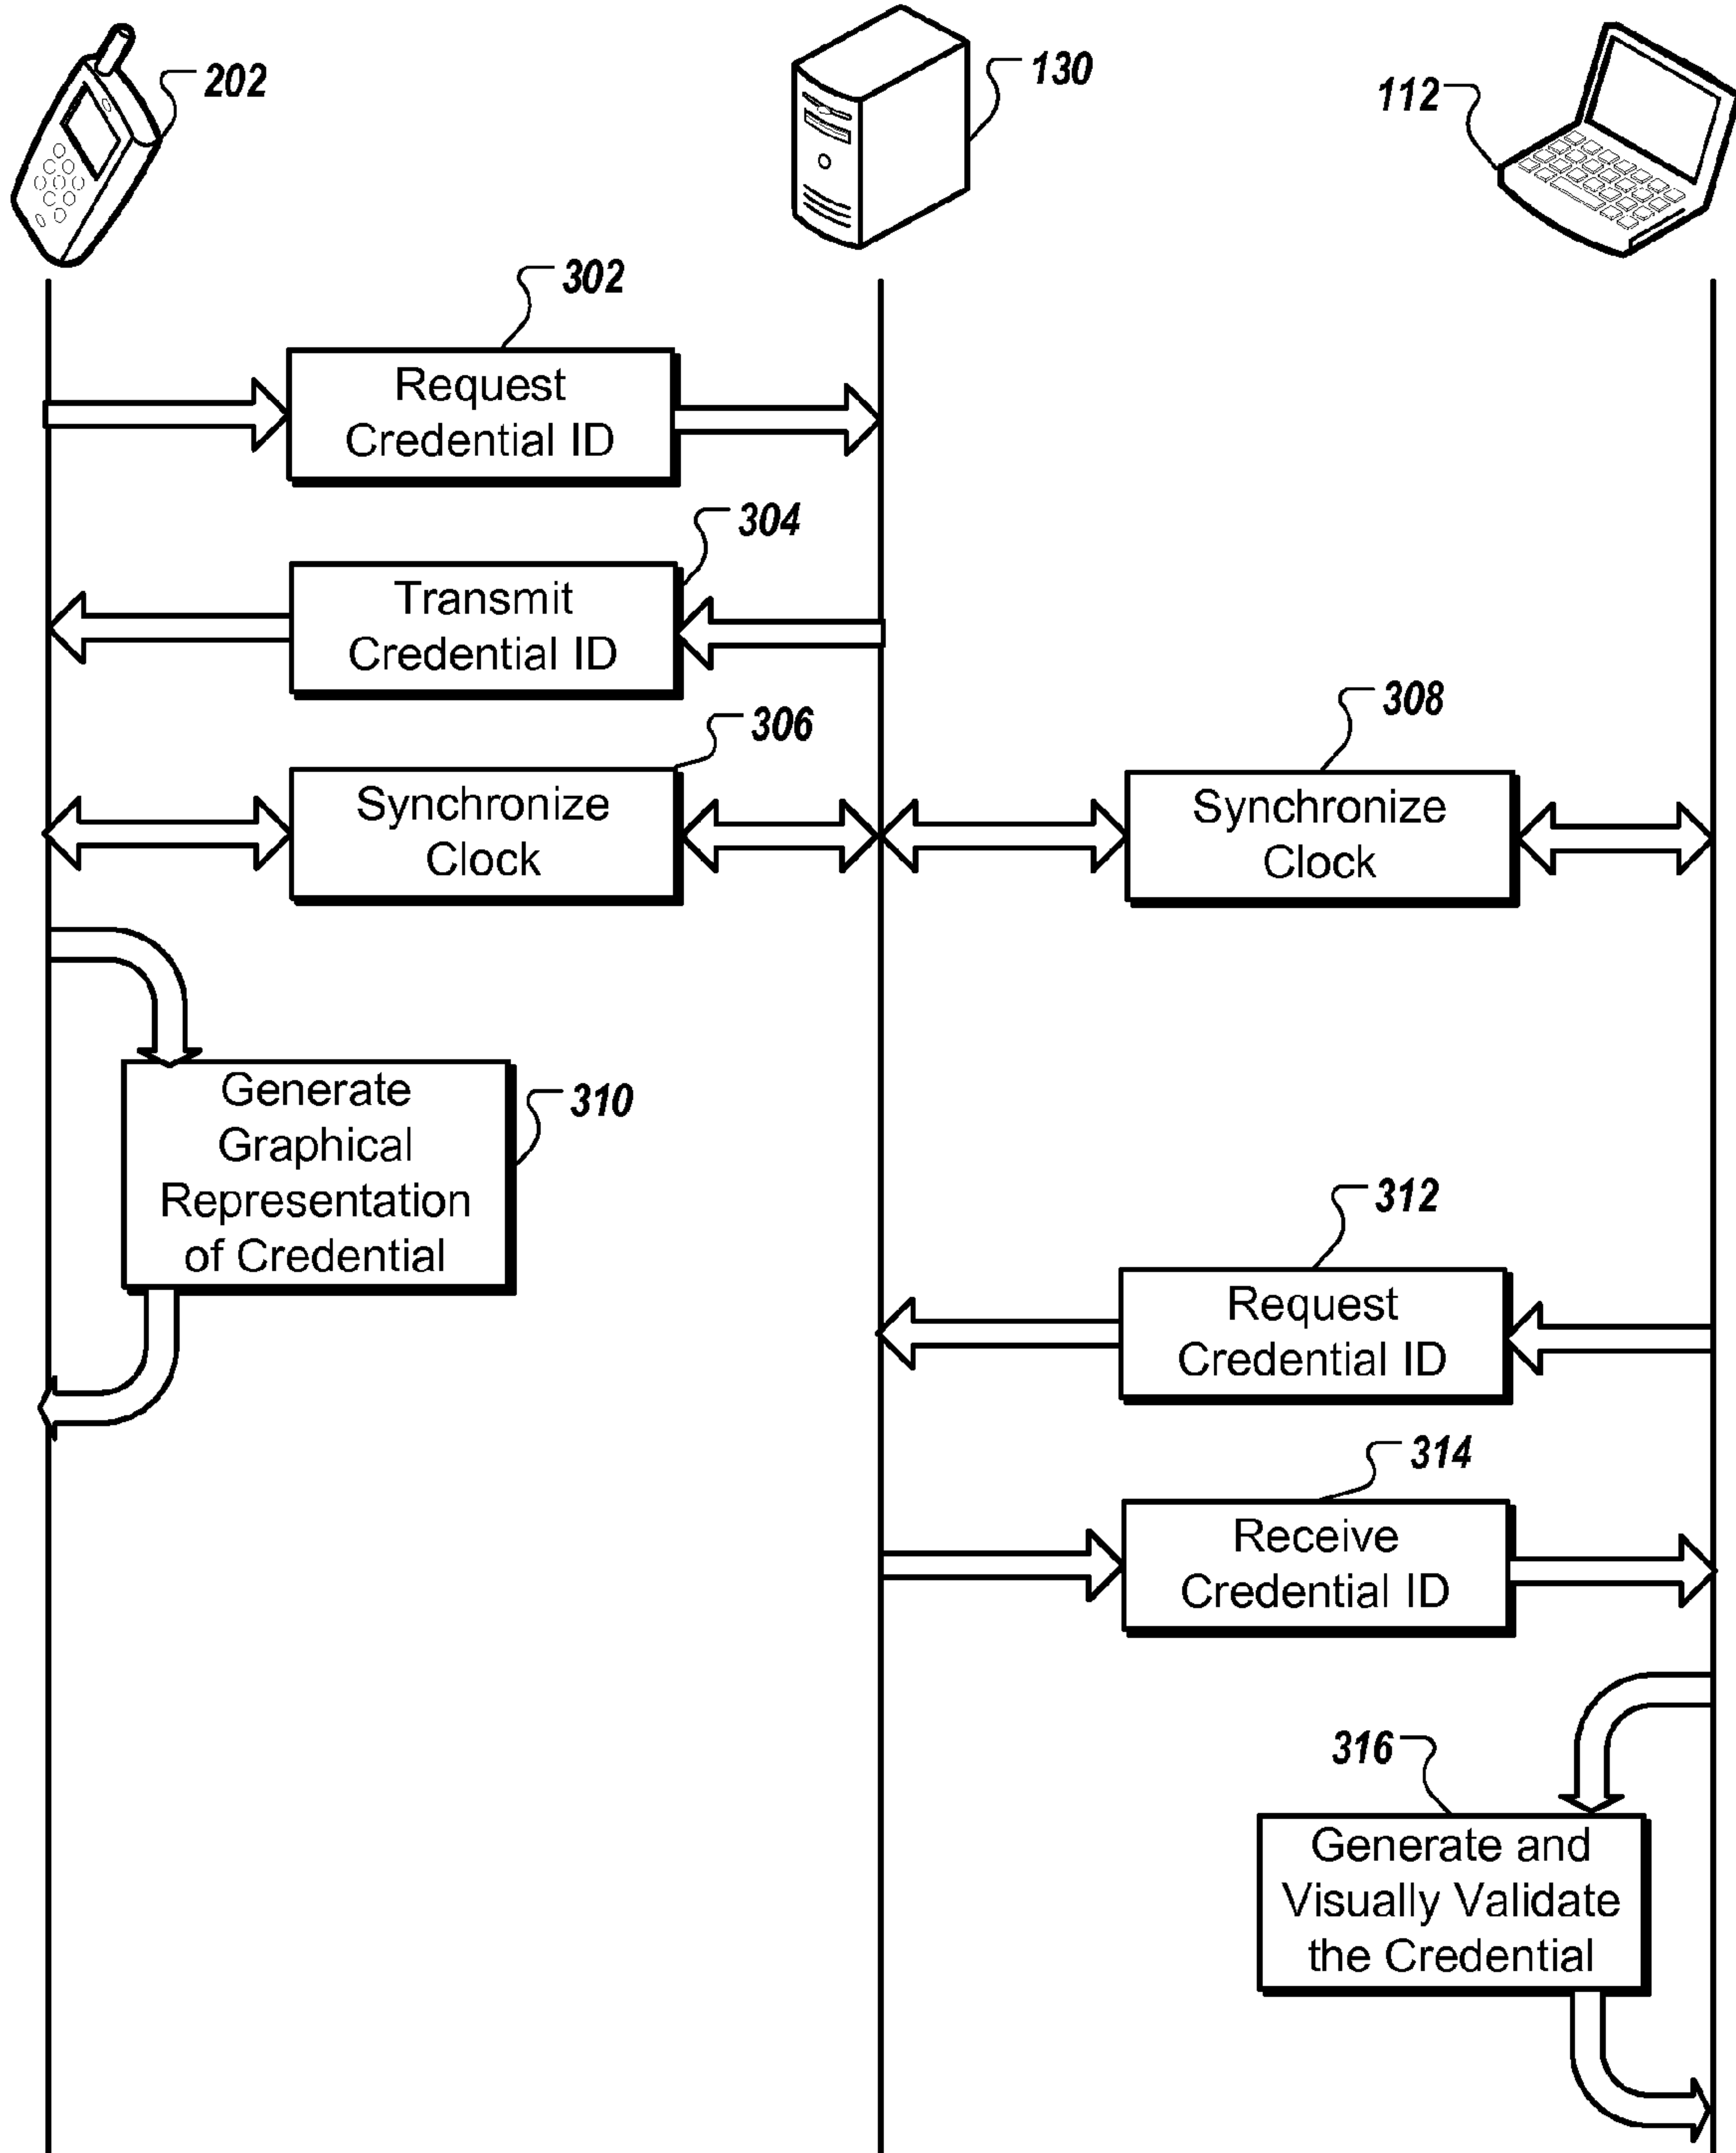 202
130
112
302
Request
Credential ID
304
Transmit
Credential ID
306
Synchronize
Clock
308
Synchronize
Clock
Generate
Graphical
Representation
of Credential
310
312
Request
Credential ID
314
Receive
Credential ID
316
Generate and
Visually Validate
the Credential